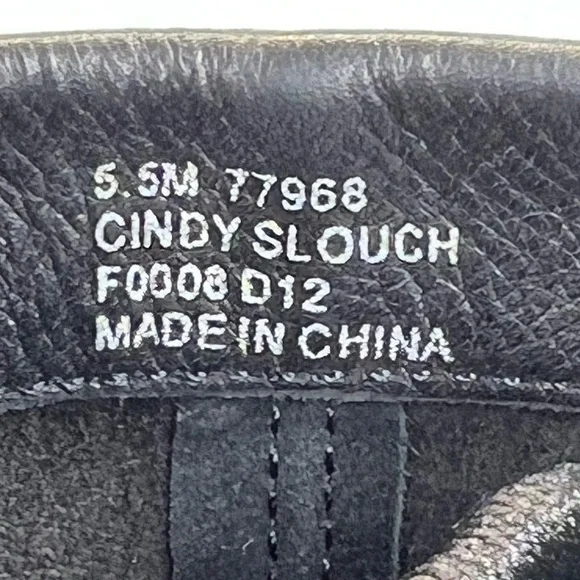 5.5M 77968
CINDY SLOUCH
F0008 D12
MADE IN CHINA